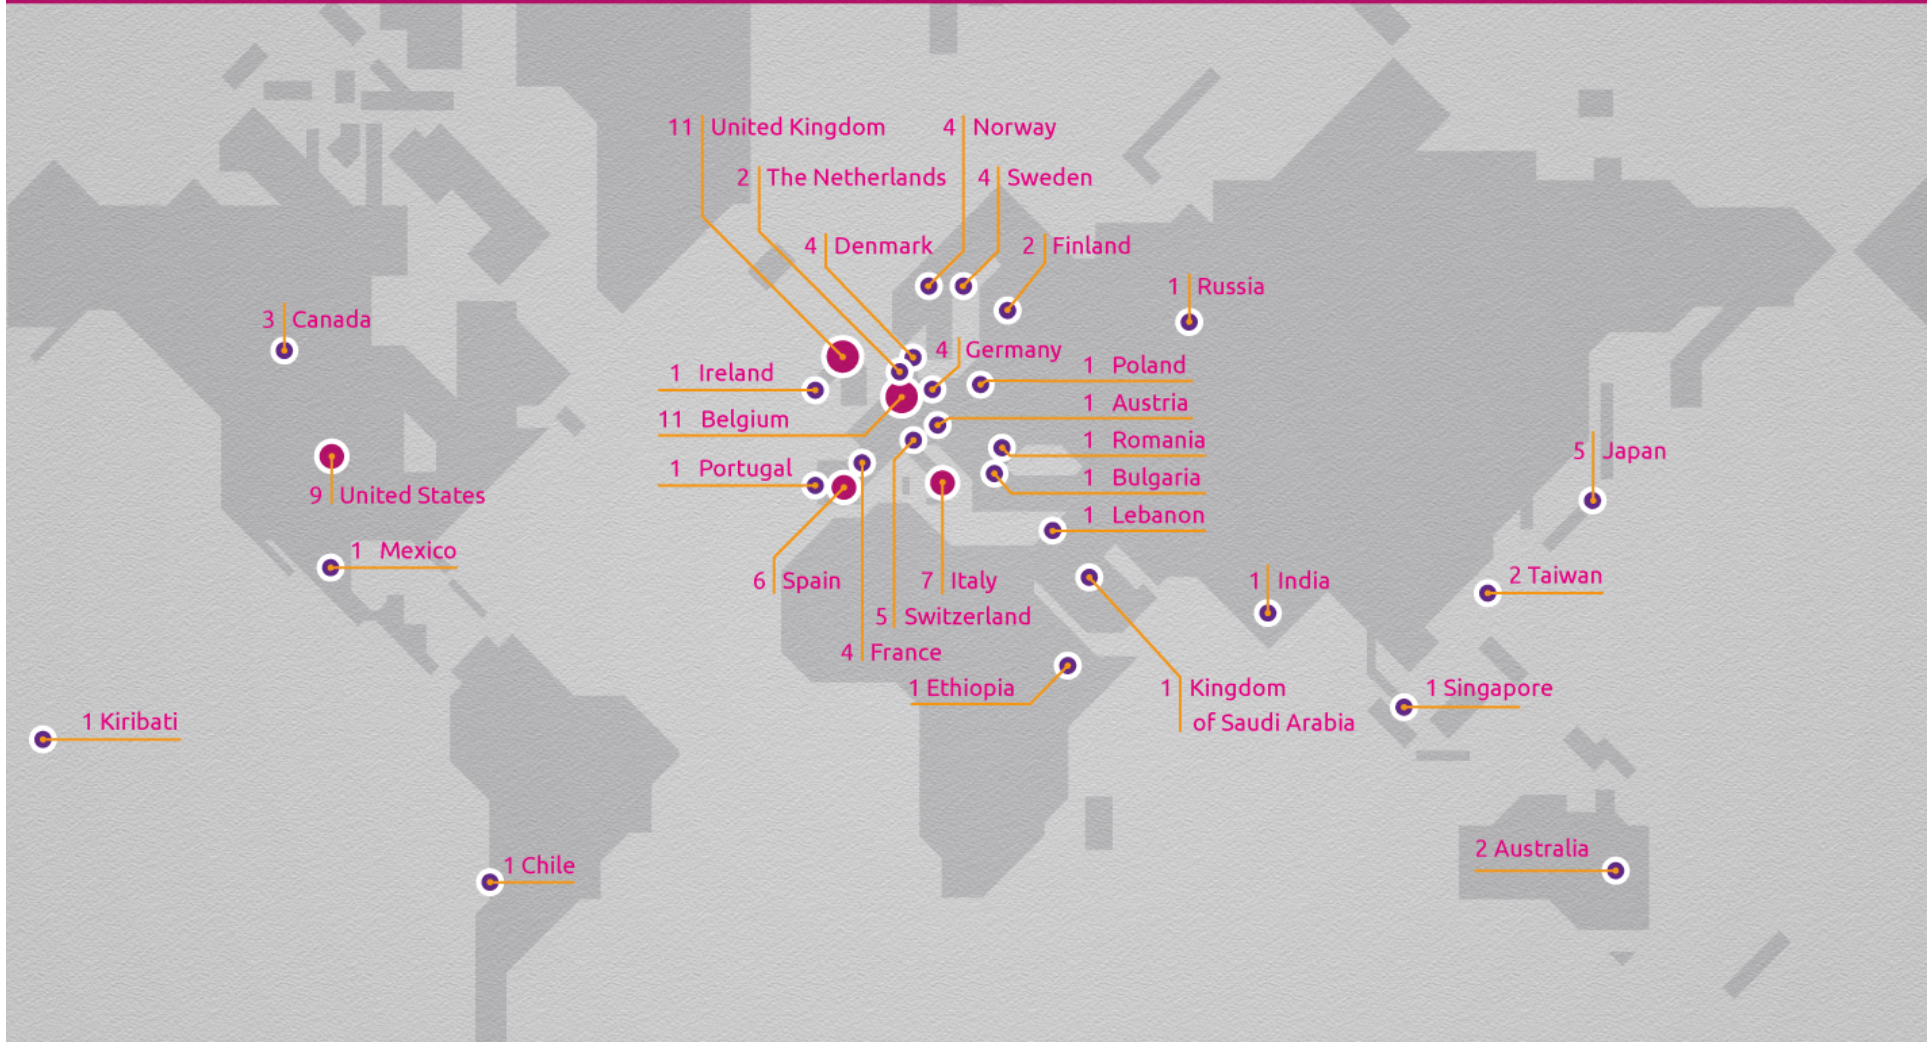 11 United Kingdom
4 Norway
2 The Netherlands
4 Sweden
4 Denmark
2 Finland
1 Russia
3 Canada
4 Germany
1 Ireland
1 Poland
1 Austria
11 Belgium
1 Romania
5 Japan
1 Portugal
1 Bulgaria
9 United States
1 Lebanon
1 Mexico
6 Spain
7 Italy
1 India
2 Taiwan
5 Switzerland
4 France
1 Ethiopia
1 Kingdom
of Saudi Arabia
1 Singapore
1 Kiribati
2 Australia
1 Chile